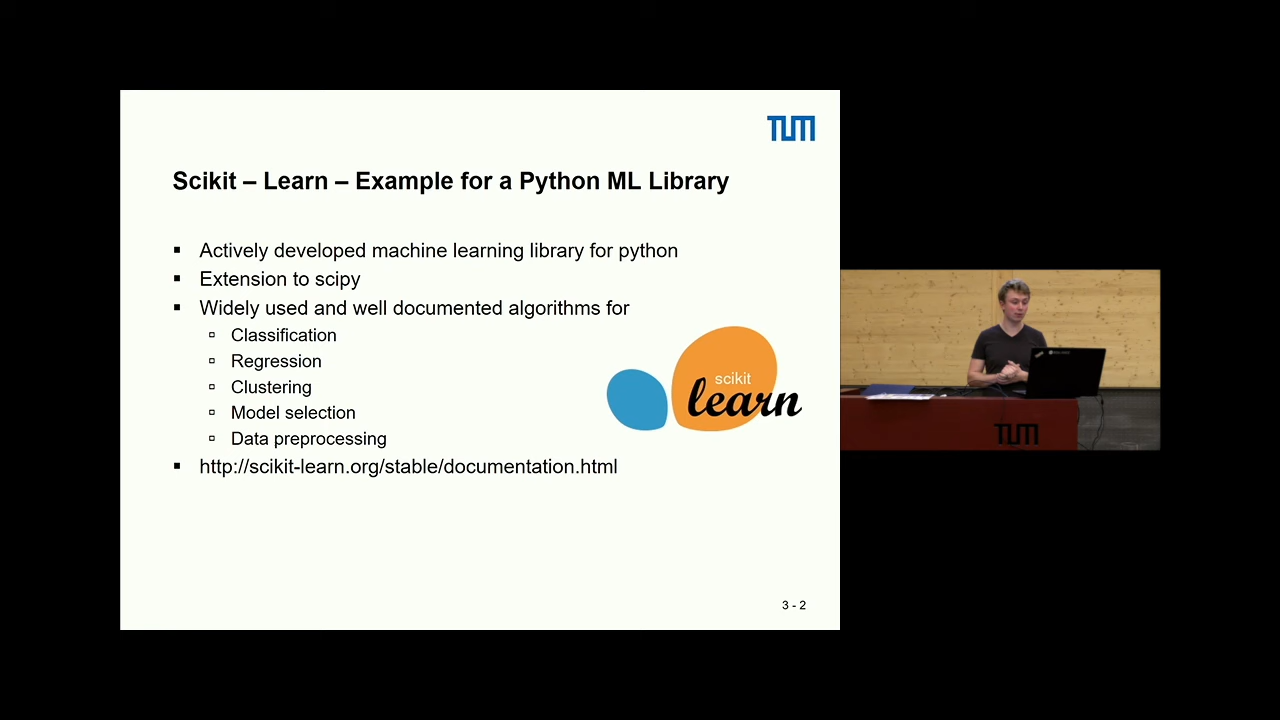 TUM
Scikit – Learn – Example for a Python ML Library
▪ Actively developed machine learning library for python
▪ Extension to scipy
▪ Widely used and well documented algorithms for
▫ Classification
▫ Regression
▫ Clustering
▫ Model selection
▫ Data preprocessing
scikit
learn
▪ http://scikit-learn.org/stable/documentation.html
3 - 2
TUM